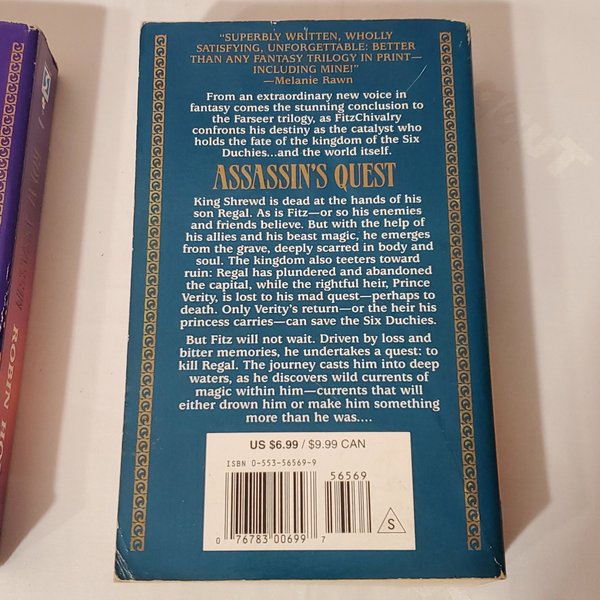 "SUPERBLY WRITTEN, WHOLLY
SATISFYING, UNFORGETTABLE: BETTER
THAN ANY FANTASY TRILOGY IN PRINT—
INCLUDING MINE!"
—Melanie Rawn
From an extraordinary new voice in
fantasy comes the stunning conclusion to
the Farseer trilogy, as FitzChivalry
confronts his destiny as the catalyst who
holds the fate of the kingdom of the Six
Duchies...and the world itself.
ASSASSIN'S QUEST
King Shrewd is dead at the hands of his
son Regal. As is Fitz—or so his enemies
and friends believe. But with the help of
his allies and his beast magic, he emerges
from the grave, deeply scarred in body and
soul. The kingdom also teeters toward
ruin: Regal has plundered and abandoned
the capital, while the rightful heir, Prince
Verity, is lost to his mad quest—perhaps to
death. Only Verity's return—or the heir his
princess carries—can save the Six Duchies.
But Fitz will not wait. Driven by loss and
bitter memories, he undertakes a quest: to
kill Regal. The journey casts him into deep
waters, as he discovers wild currents of
magic within him—currents that will
either drown him or make him something
more than he was....
US $6.99 / $9.99 CAN
ISBN 0-553-56569-9
56569
S
0 76783 00699 7
ROBIN